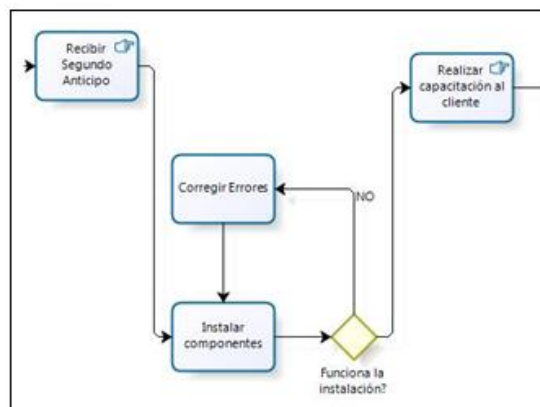 Recibir
Segundo
Anticipo
Realizar
capacitación al
cliente
Corregir Errores
NO
Instalar
componentes
Funciona la
instalación?